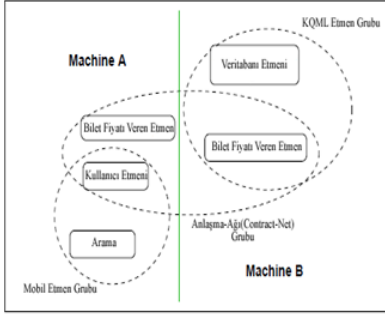 KQML Etmen Grubu
Machine A
Veritabanı Etmeni
Bilet Fiyatı Veren Etmen
Bilet Fiyatı Veren Etmen
Kullanıcı Etmeni
Anlaşma-Ağı(Contract-Net)
Grubu
Arama
Machine B
Mobil Etmen Grubu